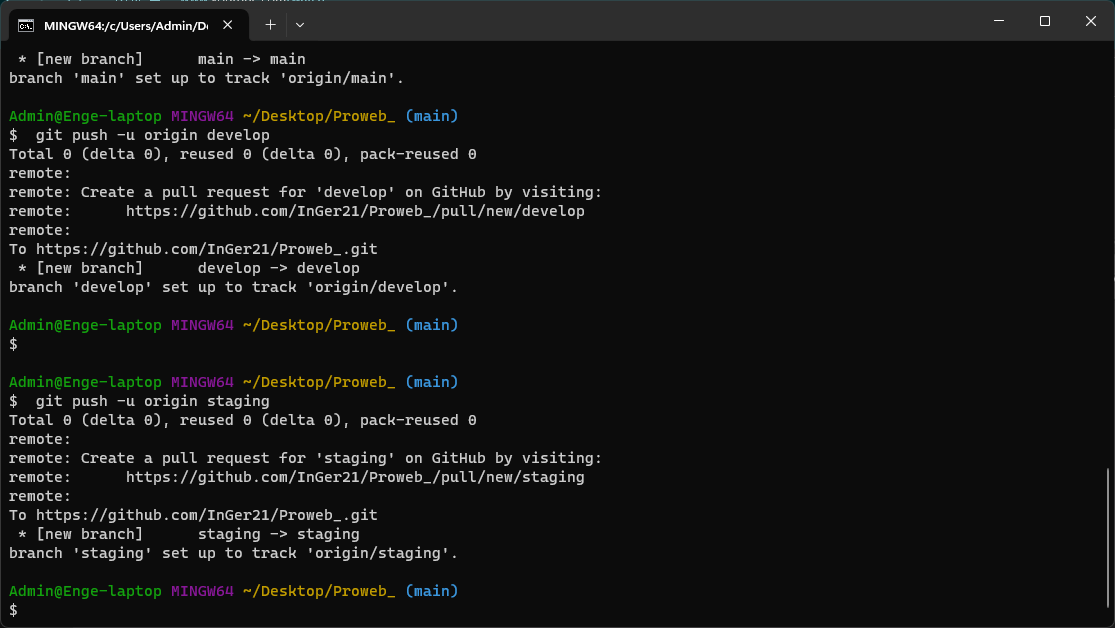 MINGW64:/c/Users/Admin/De
* [new branch]      main -> main
branch 'main' set up to track 'origin/main'.
Admin@Enge-laptop MINGW64 ~/Desktop/Proweb_ (main)
$  git push -u origin develop
Total 0 (delta 0), reused 0 (delta 0), pack-reused 0
remote:
remote: Create a pull request for 'develop' on GitHub by visiting:
remote:      https://github.com/InGer21/Proweb_/pull/new/develop
remote:
To https://github.com/InGer21/Proweb_.git
 * [new branch]      develop -> develop
branch 'develop' set up to track 'origin/develop'.
Admin@Enge-laptop MINGW64 ~/Desktop/Proweb_ (main)
$
Admin@Enge-laptop MINGW64 ~/Desktop/Proweb_ (main)
$  git push -u origin staging
Total 0 (delta 0), reused 0 (delta 0), pack-reused 0
remote:
remote: Create a pull request for 'staging' on GitHub by visiting:
remote:      https://github.com/InGer21/Proweb_/pull/new/staging
remote:
To https://github.com/InGer21/Proweb_.git
 * [new branch]      staging -> staging
branch 'staging' set up to track 'origin/staging'.
Admin@Enge-laptop MINGW64 ~/Desktop/Proweb_ (main)
$